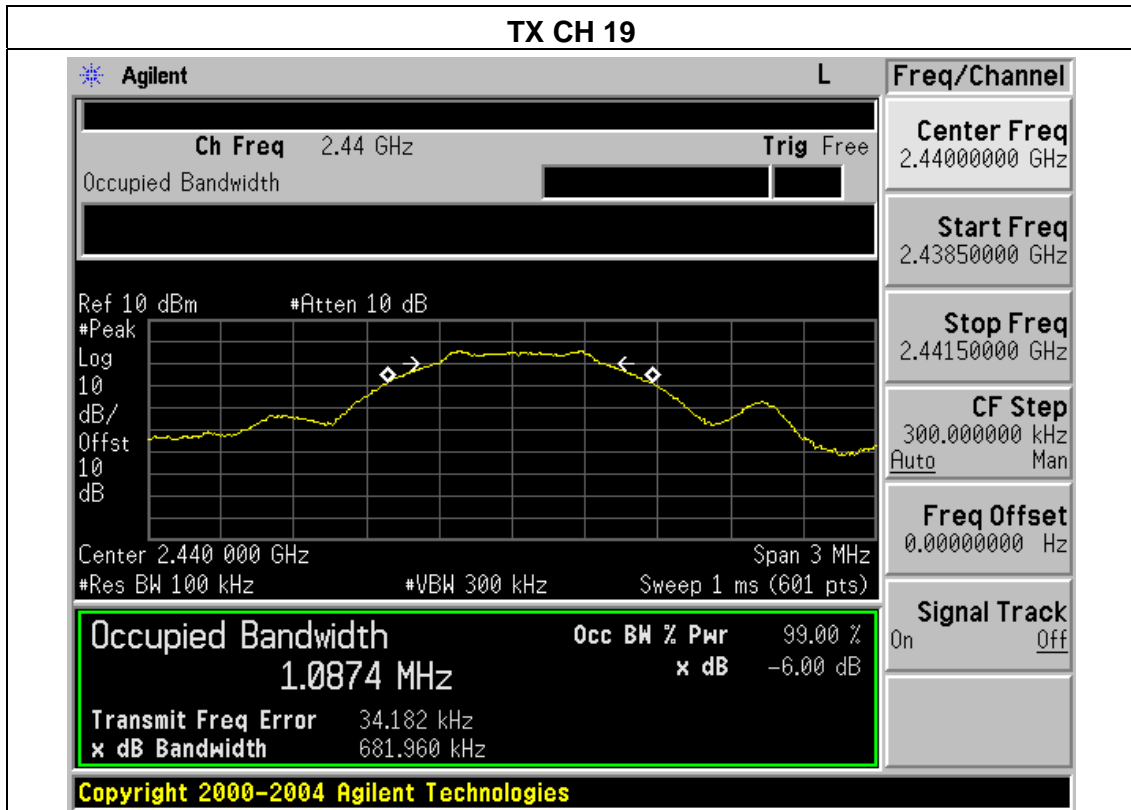 TX CH 19
Agilent L Freq/Channel
Ch Freq 2.44 GHz Trig Free
Occupied Bandwidth
Center Freq
2.44000000 GHz
Start Freq
2.43850000 GHz
Stop Freq
2.44150000 GHz
CF Step
300.000000 kHz
Auto Man
Freq Offset
0.00000000 Hz
Signal Track
On Off
Ref 10 dBm #Atten 10 dB
#Peak
Log
10
dB/
Offst
10
dB
Center 2.440 000 GHz Span 3 MHz
#Res BW 100 kHz #VBW 300 kHz Sweep 1 ms (601 pts)
Occupied Bandwidth Occ BW % Pwr 99.00 %
1.0874 MHz x dB -6.00 dB
Transmit Freq Error 34.182 kHz
x dB Bandwidth 681.960 kHz
Copyright 2000-2004 Agilent Technologies